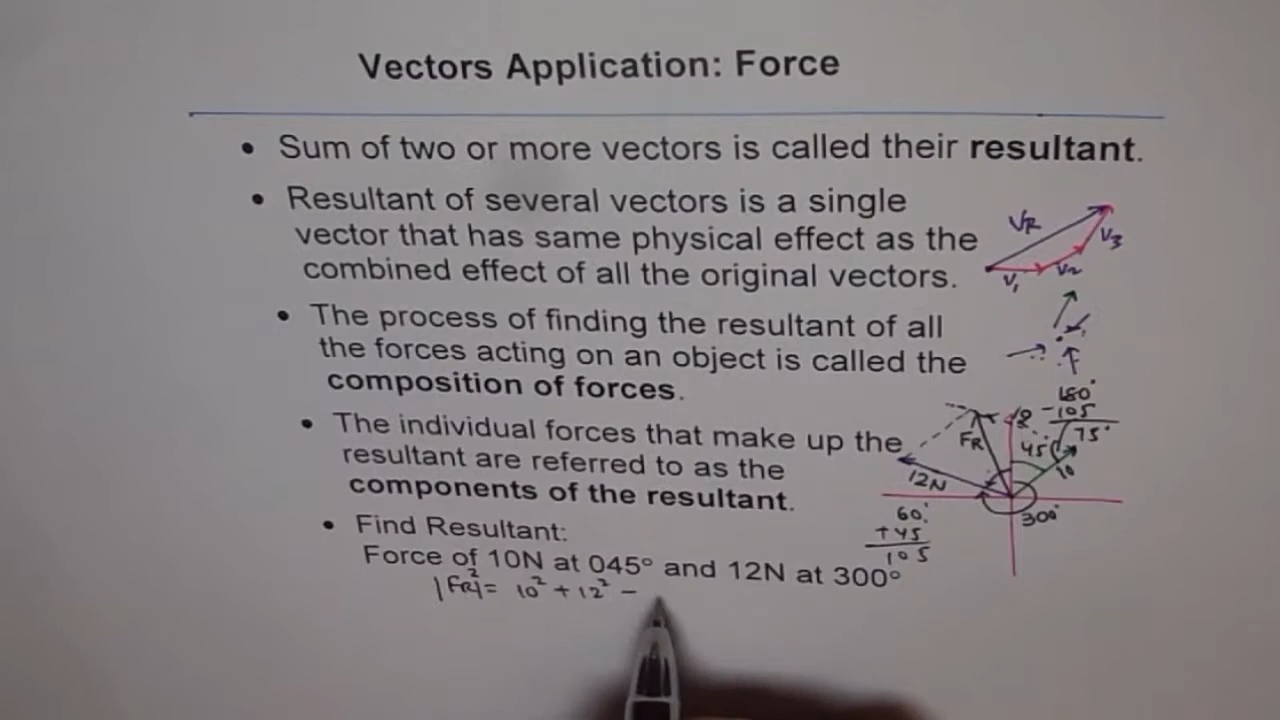 Vectors Application: Force
• Sum of two or more vectors is called their resultant.
• Resultant of several vectors is a single
vector that has same physical effect as the
combined effect of all the original vectors.
VR
V3
V1
V2
• The process of finding the resultant of all
the forces acting on an object is called the
composition of forces.
180°
-105
75°
• The individual forces that make up the
resultant are referred to as the
components of the resultant.
FR
45
10
12N
300°
60°
+45
105
• Find Resultant:
Force of 10N at 045° and 12N at 300°
|FR|² = 10² + 12² -